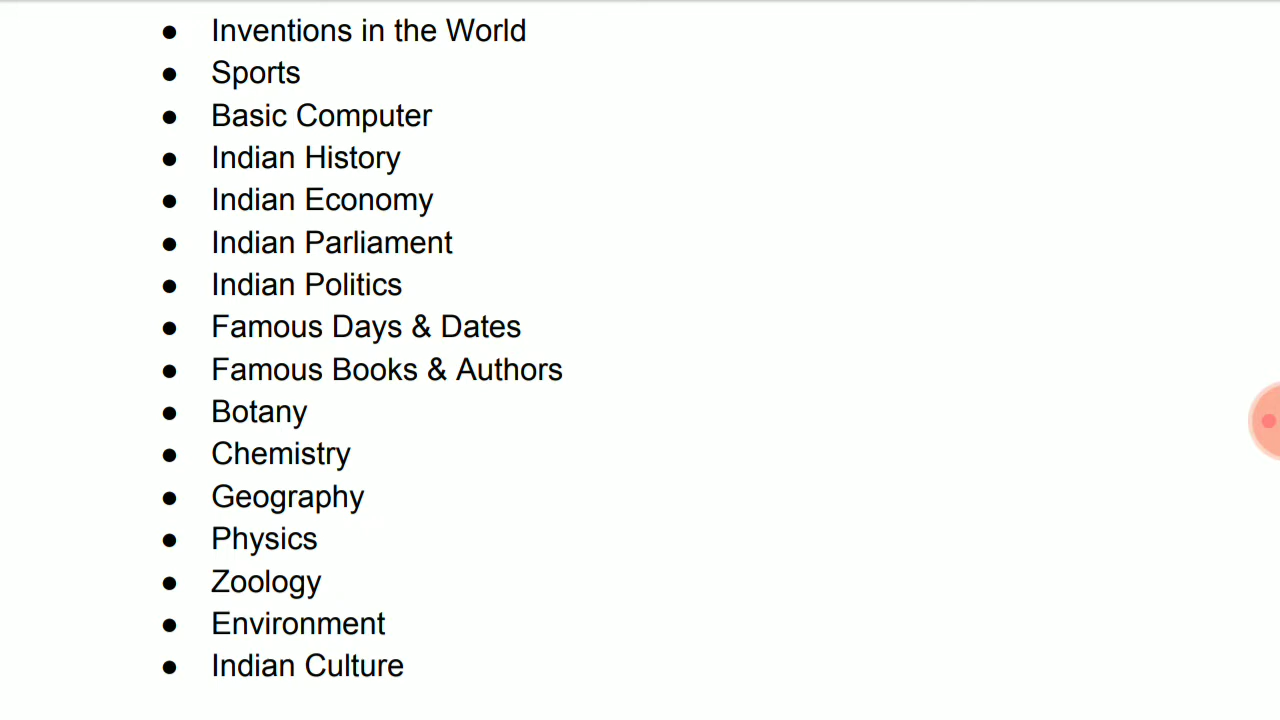 ● Inventions in the World
● Sports
● Basic Computer
● Indian History
● Indian Economy
● Indian Parliament
● Indian Politics
● Famous Days & Dates
● Famous Books & Authors
● Botany
● Chemistry
● Geography
● Physics
● Zoology
● Environment
● Indian Culture